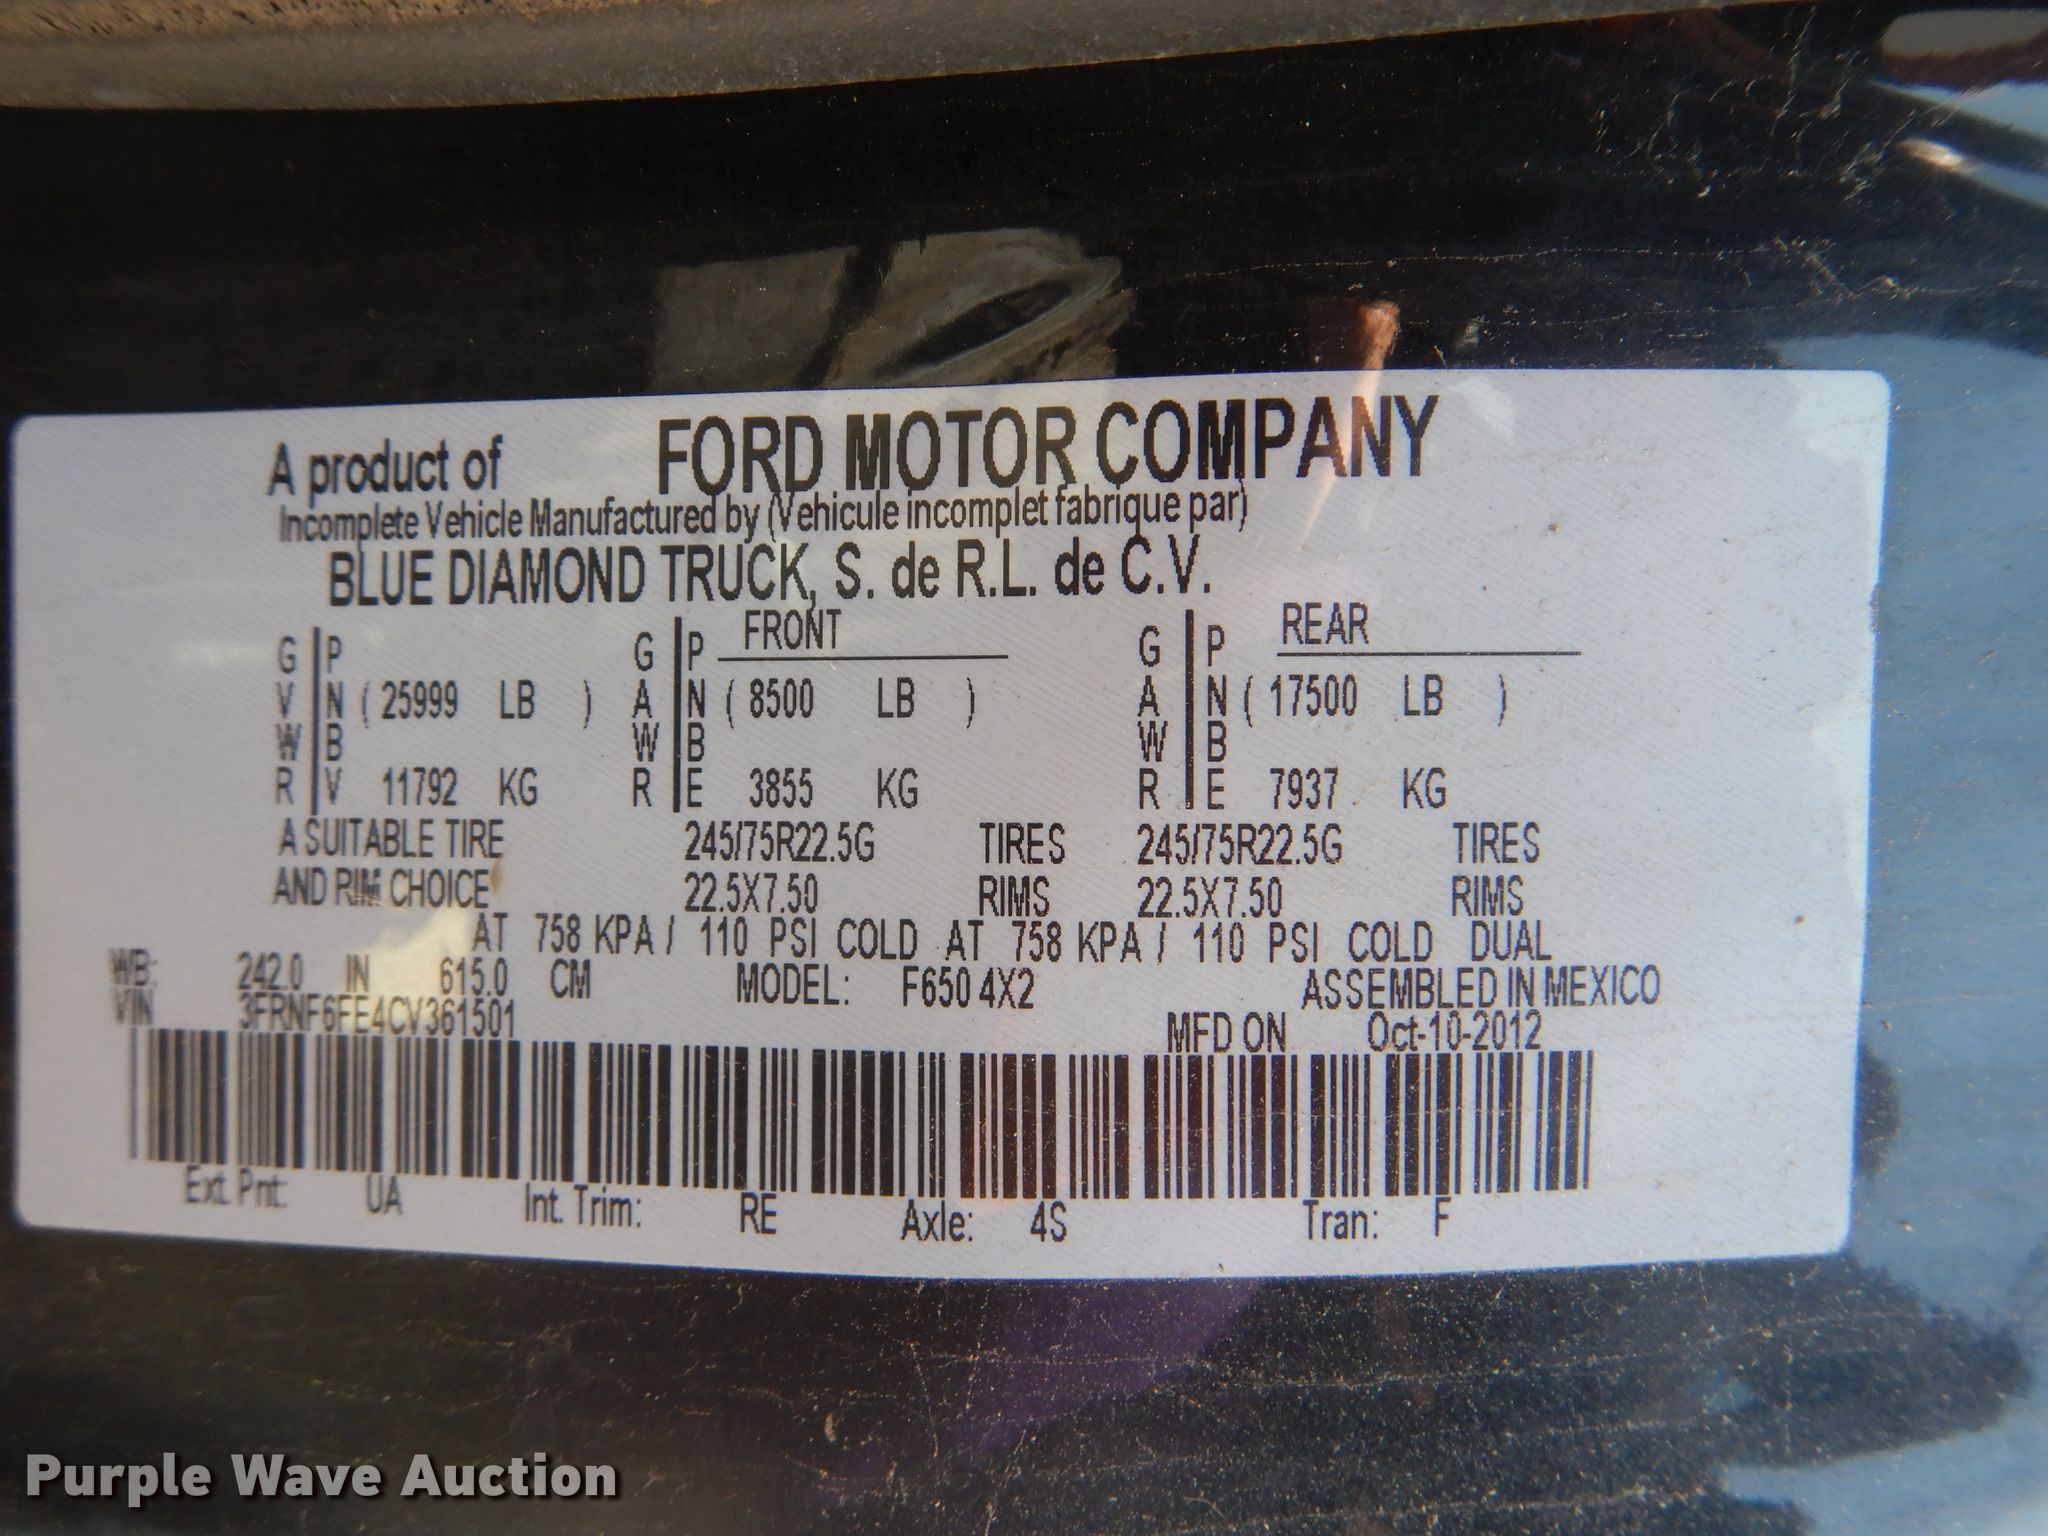 A product of FORD MOTOR COMPANY
Incomplete Vehicle Manufactured by (Vehicule incomplet fabrique par)
BLUE DIAMOND TRUCK, S. de R.L. de C.V.
FRONT REAR
G P G P G P
V N ( 25999 LB ) A N ( 8500 LB ) A N ( 17500 LB )
W B W B W B
R V 11792 KG R E 3855 KG R E 7937 KG
A SUITABLE TIRE 245/75R22.5G TIRES 245/75R22.5G TIRES
AND RIM CHOICE 22.5X7.50 RIMS 22.5X7.50 RIMS
AT 758 KPA / 110 PSI COLD AT 758 KPA / 110 PSI COLD DUAL
WB: 242.0 IN 615.0 CM MODEL: F650 4X2 ASSEMBLED IN MEXICO
VIN 3FRNF6FE4CV361501 MFD ON Oct-10-2012
Ext. Pnt: UA Int. Trim: RE Axle: 4S Tran: F
Purple Wave Auction